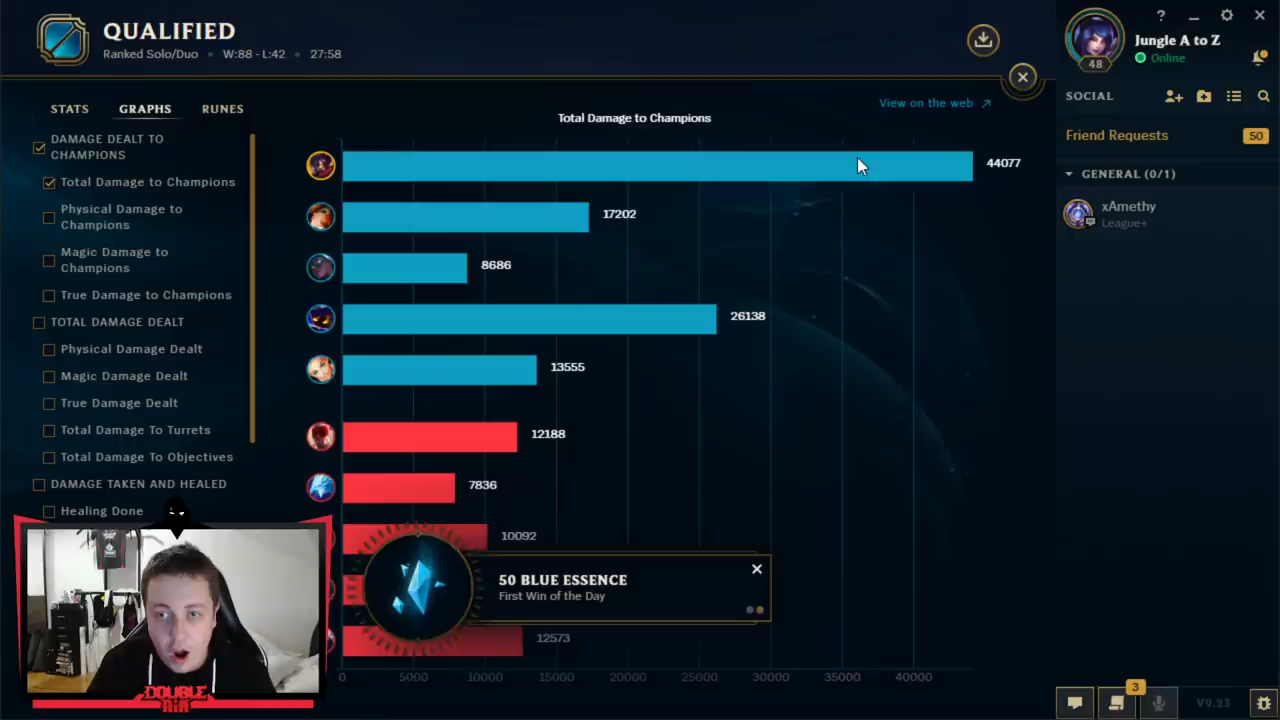 QUALIFIED
Ranked Solo/Duo • W:88 - L:42 • 27:58
STATS
GRAPHS
RUNES
View on the web
DAMAGE DEALT TO
CHAMPIONS
Total Damage to Champions
Physical Damage to
Champions
Magic Damage to
Champions
True Damage to Champions
TOTAL DAMAGE DEALT
Physical Damage Dealt
Magic Damage Dealt
True Damage Dealt
Total Damage To Turrets
Total Damage To Objectives
DAMAGE TAKEN AND HEALED
Healing Done
Total Damage to Champions
44077
17202
8686
26138
13555
12188
7836
10092
12573
0 5000 10000 15000 20000 25000 30000 35000 40000
50 BLUE ESSENCE
First Win of the Day
DOUBLE
AIR
?
Jungle A to Z
Online
48
SOCIAL
Friend Requests 50
GENERAL (0/1)
xAmethy
League+
3
V9.23